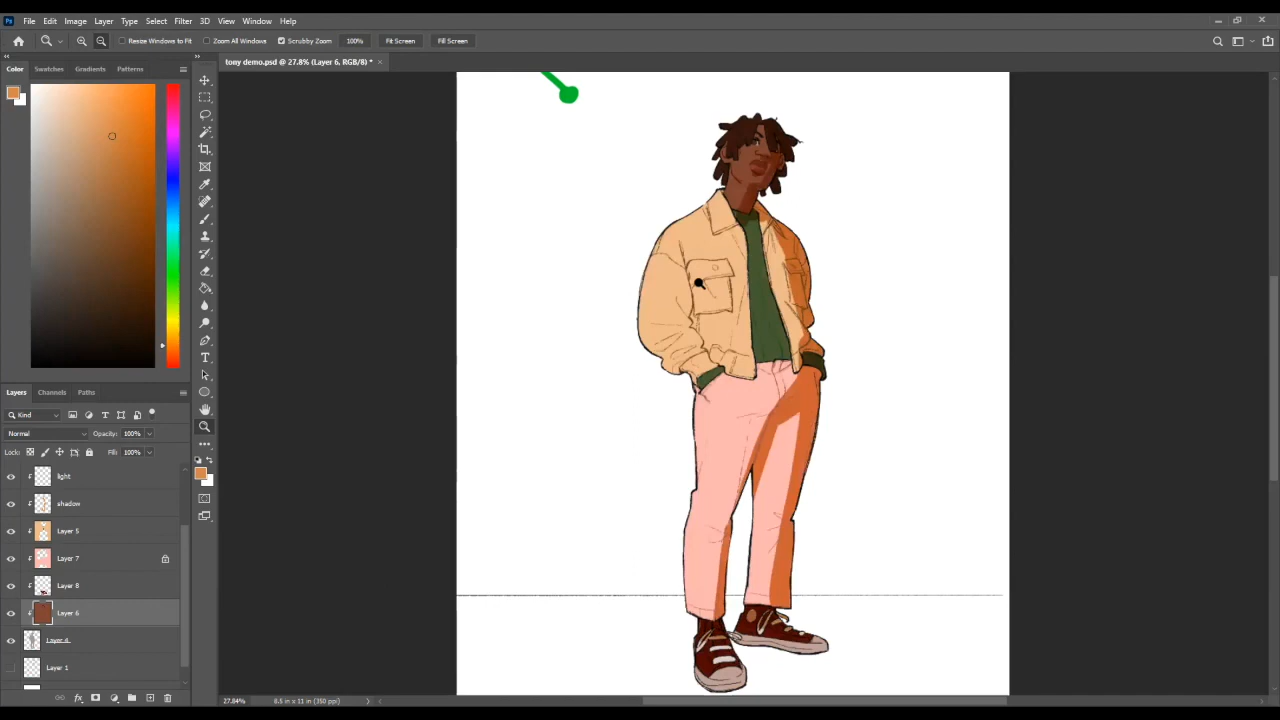 Ps File Edit Image Layer Type Select Filter 3D View Window Help
Resize Windows to Fit Zoom All Windows Scrubby Zoom 100% Fit Screen Fill Screen
Color Swatches Gradients Patterns
tony demo.psd @ 27.8% (Layer 6, RGB/8) * ×
Layers Channels Paths
Kind
Normal Opacity: 100%
Lock: Fill: 100%
light
shadow
Layer 5
Layer 7
Layer 8
Layer 6
Layer 4
Layer 1
fx
27.84% 8.5 in x 11 in (350 ppi)